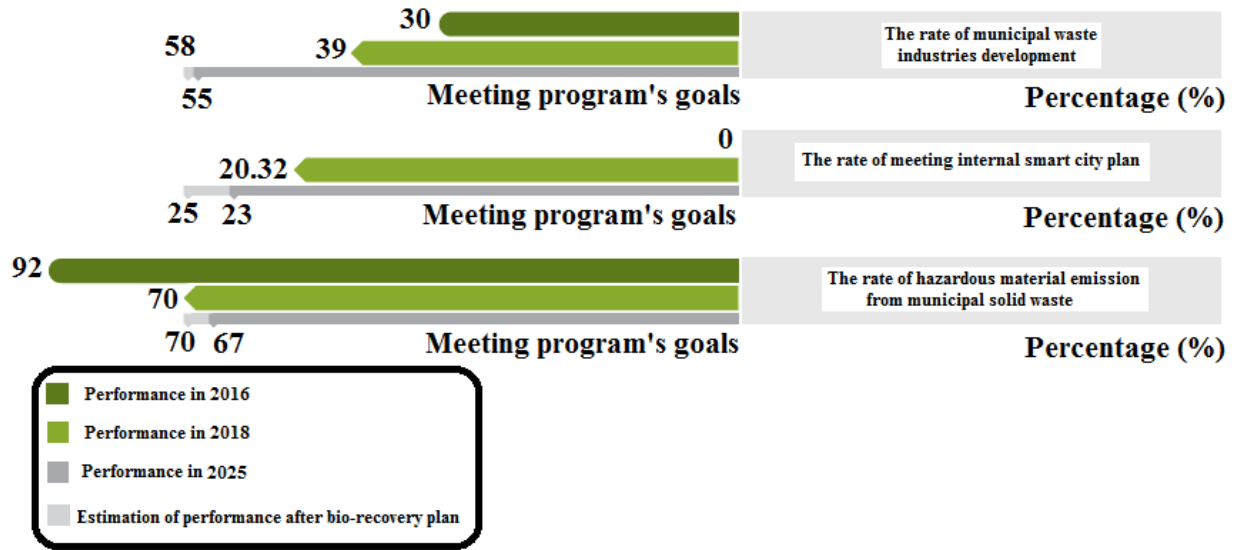 30
The rate of municipal waste
industries development
58
39
55
Meeting program's goals
Percentage (%)
0
20.32
The rate of meeting internal smart city plan
25
23
Meeting program's goals
Percentage (%)
92
The rate of hazardous material emission
from municipal solid waste
70
70
67
Meeting program's goals
Percentage (%)
Performance in 2016
Performance in 2018
Performance in 2025
Estimation of performance after bio-recovery plan